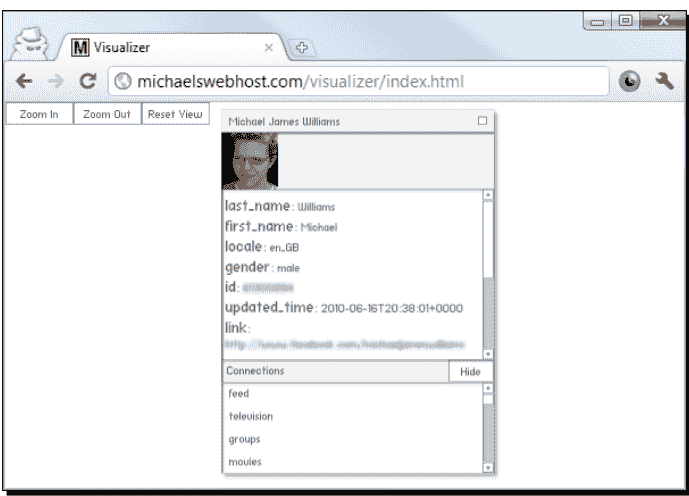 Visualizer
michaelswebhost.com/visualizer/index.html
Zoom In Zoom Out Reset View
Michael James Williams
last_name: Williams
first_name: Michael
locale: en_GB
gender: male
id:
updated_time: 2010-06-16T20:38:01+0000
link:
Connections Hide
feed
television
groups
movies